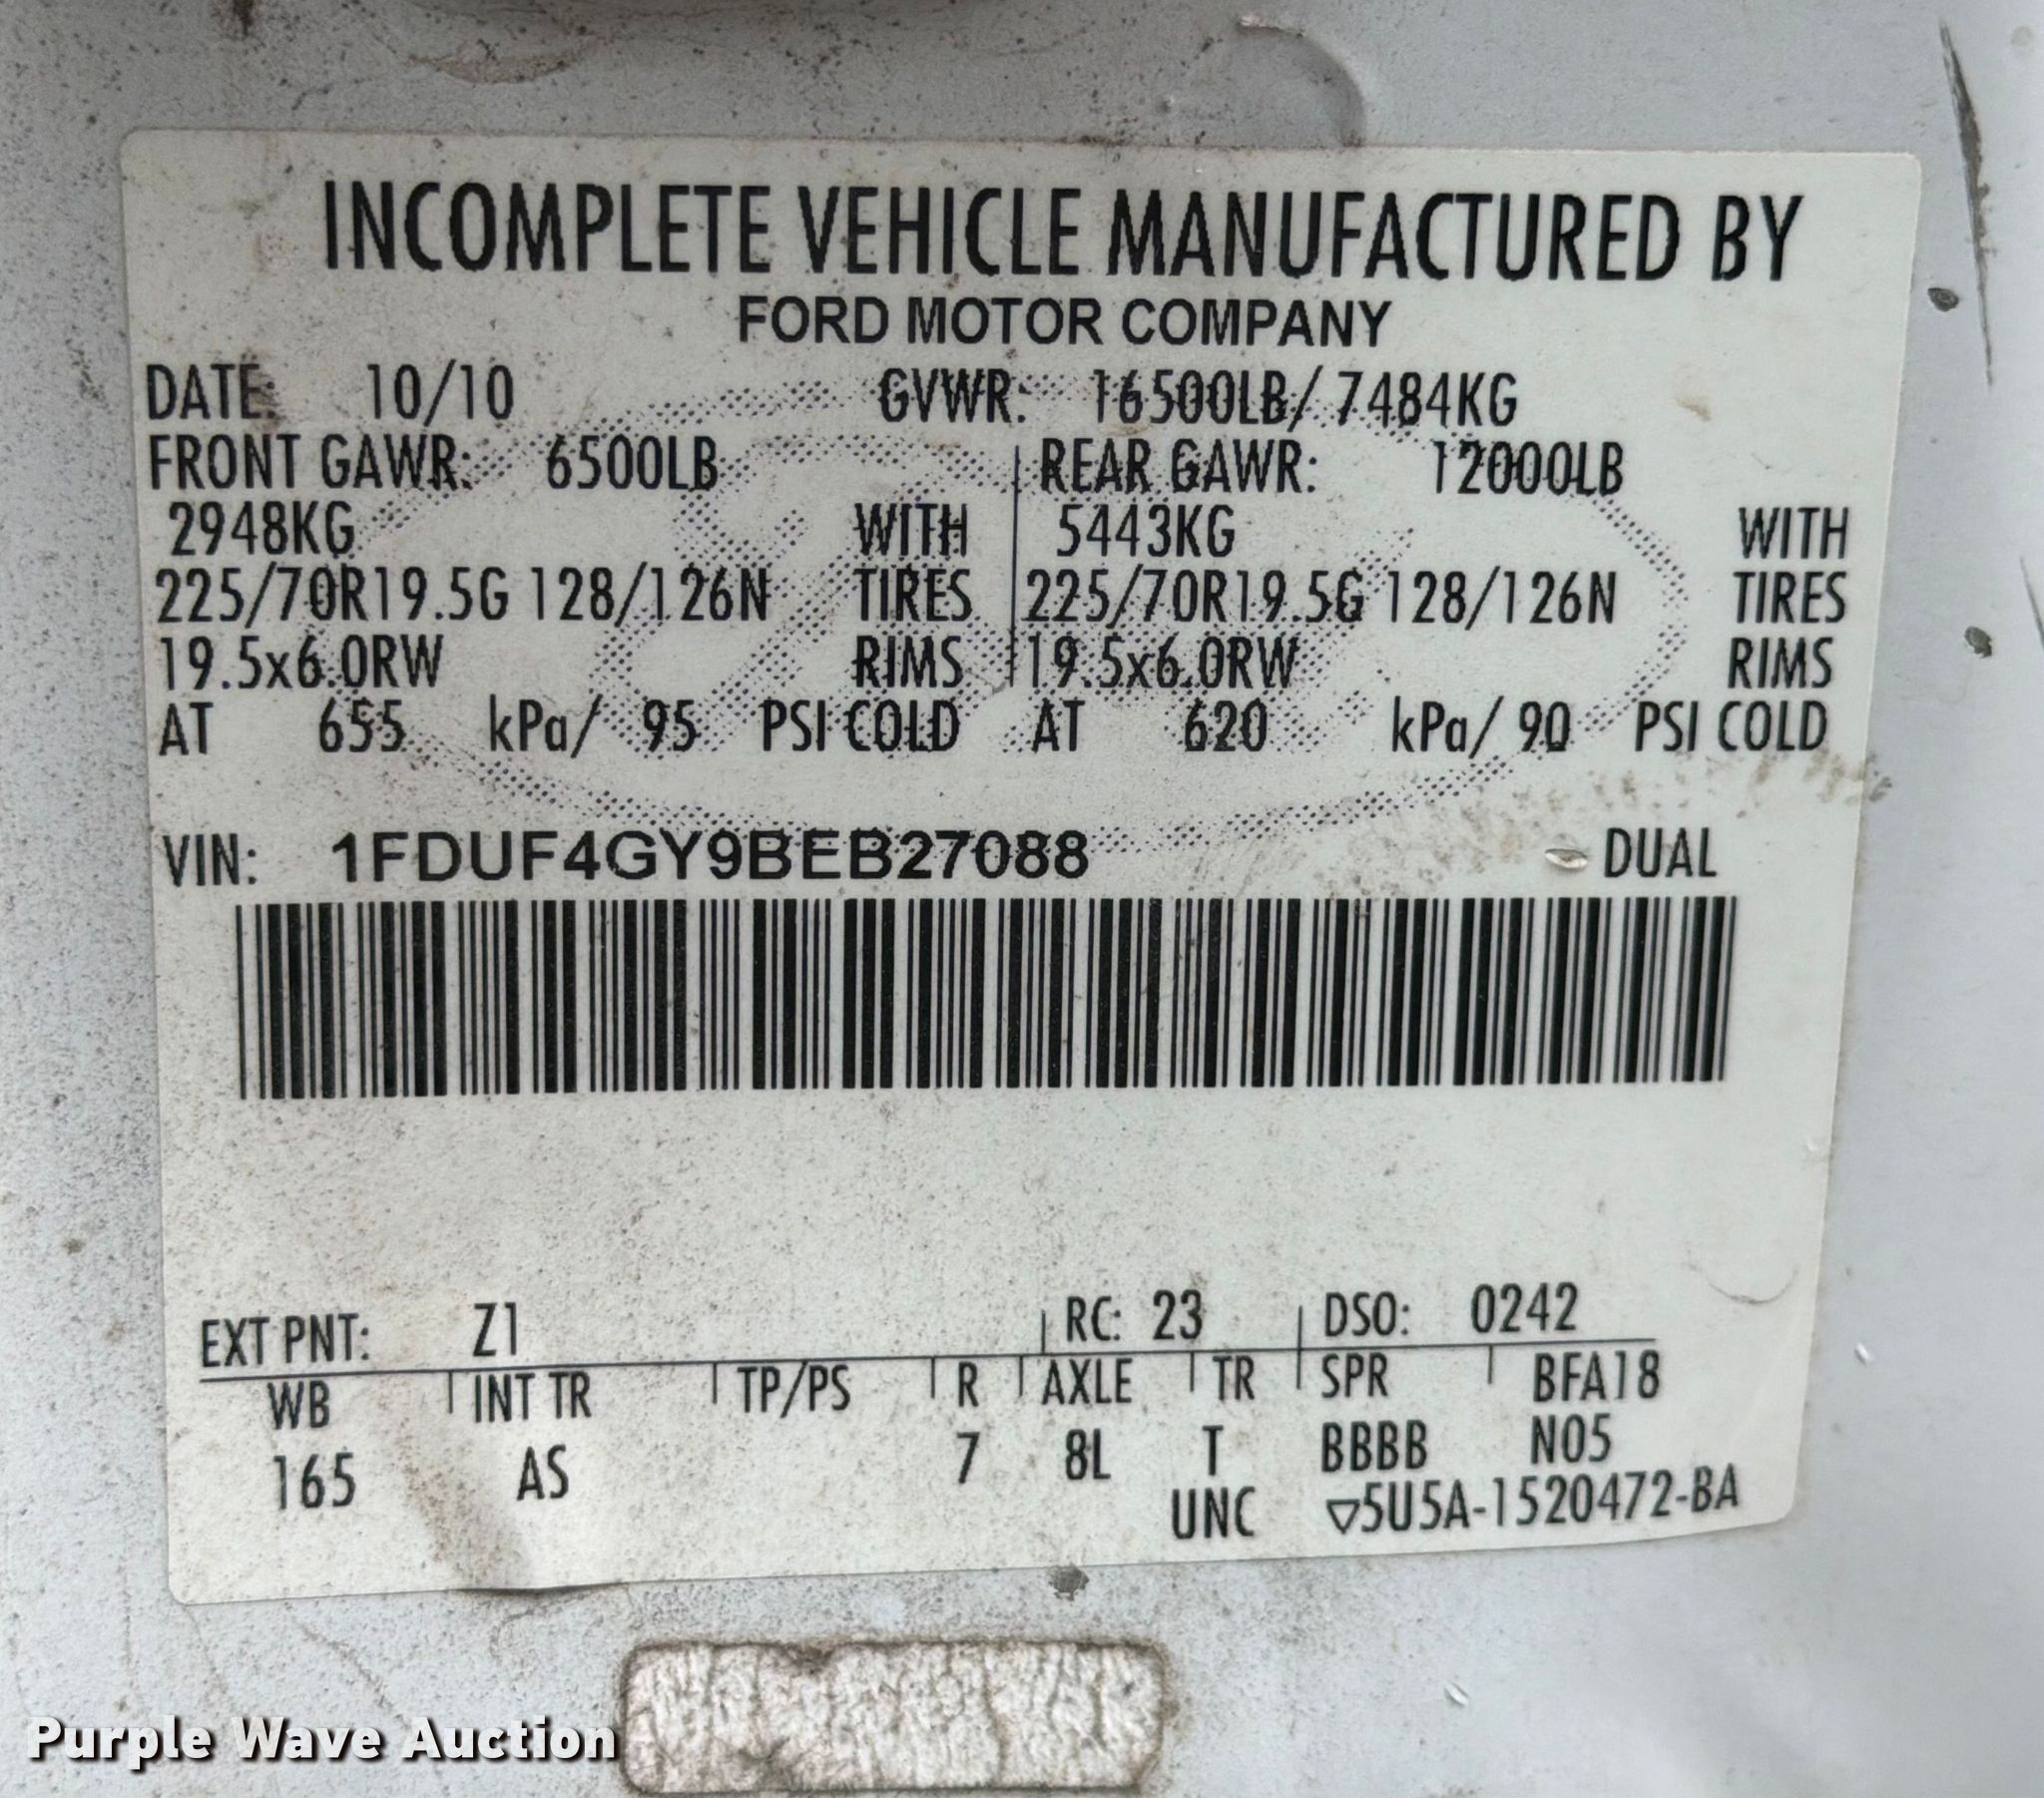 INCOMPLETE VEHICLE MANUFACTURED BY
FORD MOTOR COMPANY
DATE: 10/10 GVWR: 16500LB/ 7484KG
FRONT GAWR: 6500LB REAR GAWR: 12000LB
2948KG WITH 5443KG WITH
225/70R19.5G 128/126N TIRES 225/70R19.5G 128/126N TIRES
19.5x6.0RW RIMS 19.5x6.0RW RIMS
AT 655 kPa/ 95 PSI COLD AT 620 kPa/ 90 PSI COLD
VIN: 1FDUF4GY9BEB27088 DUAL
EXT PNT: Z1 RC: 23 DSO: 0242
WB INT TR TP/PS R AXLE TR SPR BFA18
165 AS 7 8L T BBBB N05
UNC ▽5U5A-1520472-BA
Purple Wave Auction